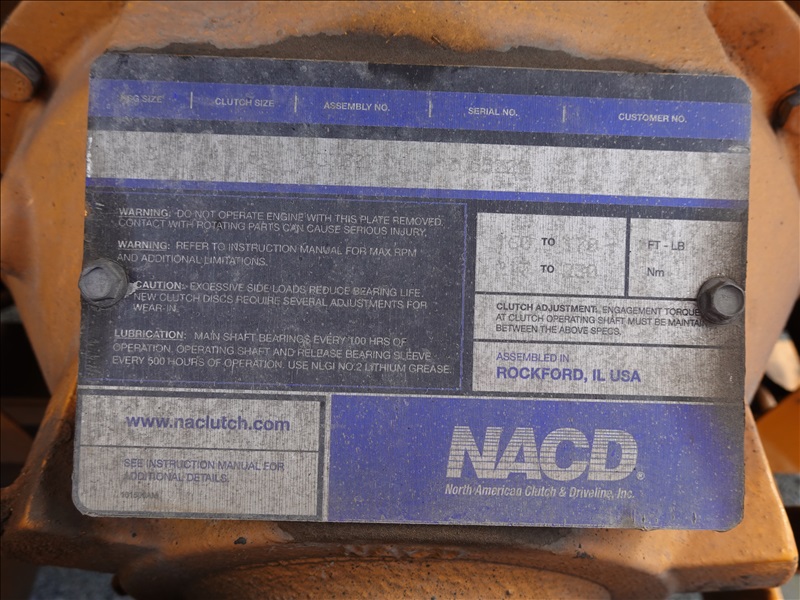 CLUTCH SIZE
ASSEMBLY NO.
SERIAL NO.
CUSTOMER NO.
WARNING: DO NOT OPERATE ENGINE WITH THIS PLATE REMOVED.
CONTACT WITH ROTATING PARTS CAN CAUSE SERIOUS INJURY.
WARNING: REFER TO INSTRUCTION MANUAL FOR MAX RPM
AND ADDITIONAL LIMITATIONS.
CAUTION: EXCESSIVE SIDE LOADS REDUCE BEARING LIFE.
NEW CLUTCH DISCS REQUIRE SEVERAL ADJUSTMENTS FOR
WEAR-IN.
LUBRICATION: MAIN SHAFT BEARINGS EVERY 100 HRS OF
OPERATION, OPERATING SHAFT AND RELEASE BEARING SLEEVE
EVERY 500 HOURS OF OPERATION. USE NLGI NO.2 LITHIUM GREASE.
TO FT - LB
TO Nm
CLUTCH ADJUSTMENT: ENGAGEMENT TORQUE
AT CLUTCH OPERATING SHAFT MUST BE
BETWEEN THE ABOVE SPECS.
ASSEMBLED IN
ROCKFORD, IL USA
www.naclutch.com
SEE INSTRUCTION MANUAL FOR
ADDITIONAL DETAILS.
NACD®
North American Clutch & Driveline, Inc.